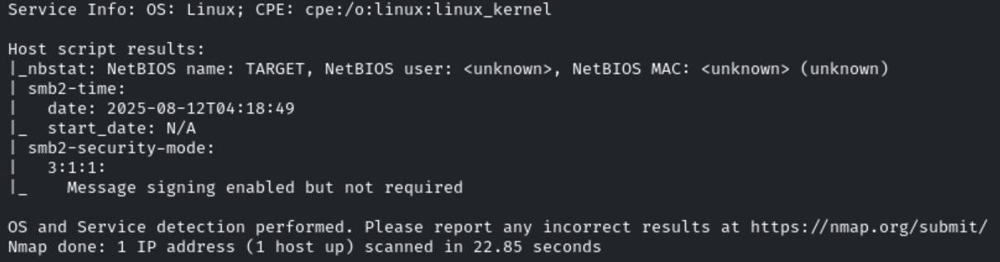 Service Info: OS: Linux; CPE: cpe:/o:linux:linux_kernel

Host script results:
|_nbstat: NetBIOS name: TARGET, NetBIOS user: <unknown>, NetBIOS MAC: <unknown> (unknown)
| smb2-time:
|   date: 2025-08-12T04:18:49
|_  start_date: N/A
| smb2-security-mode:
|   3:1:1:
|_    Message signing enabled but not required

OS and Service detection performed. Please report any incorrect results at https://nmap.org/submit/
Nmap done: 1 IP address (1 host up) scanned in 22.85 seconds